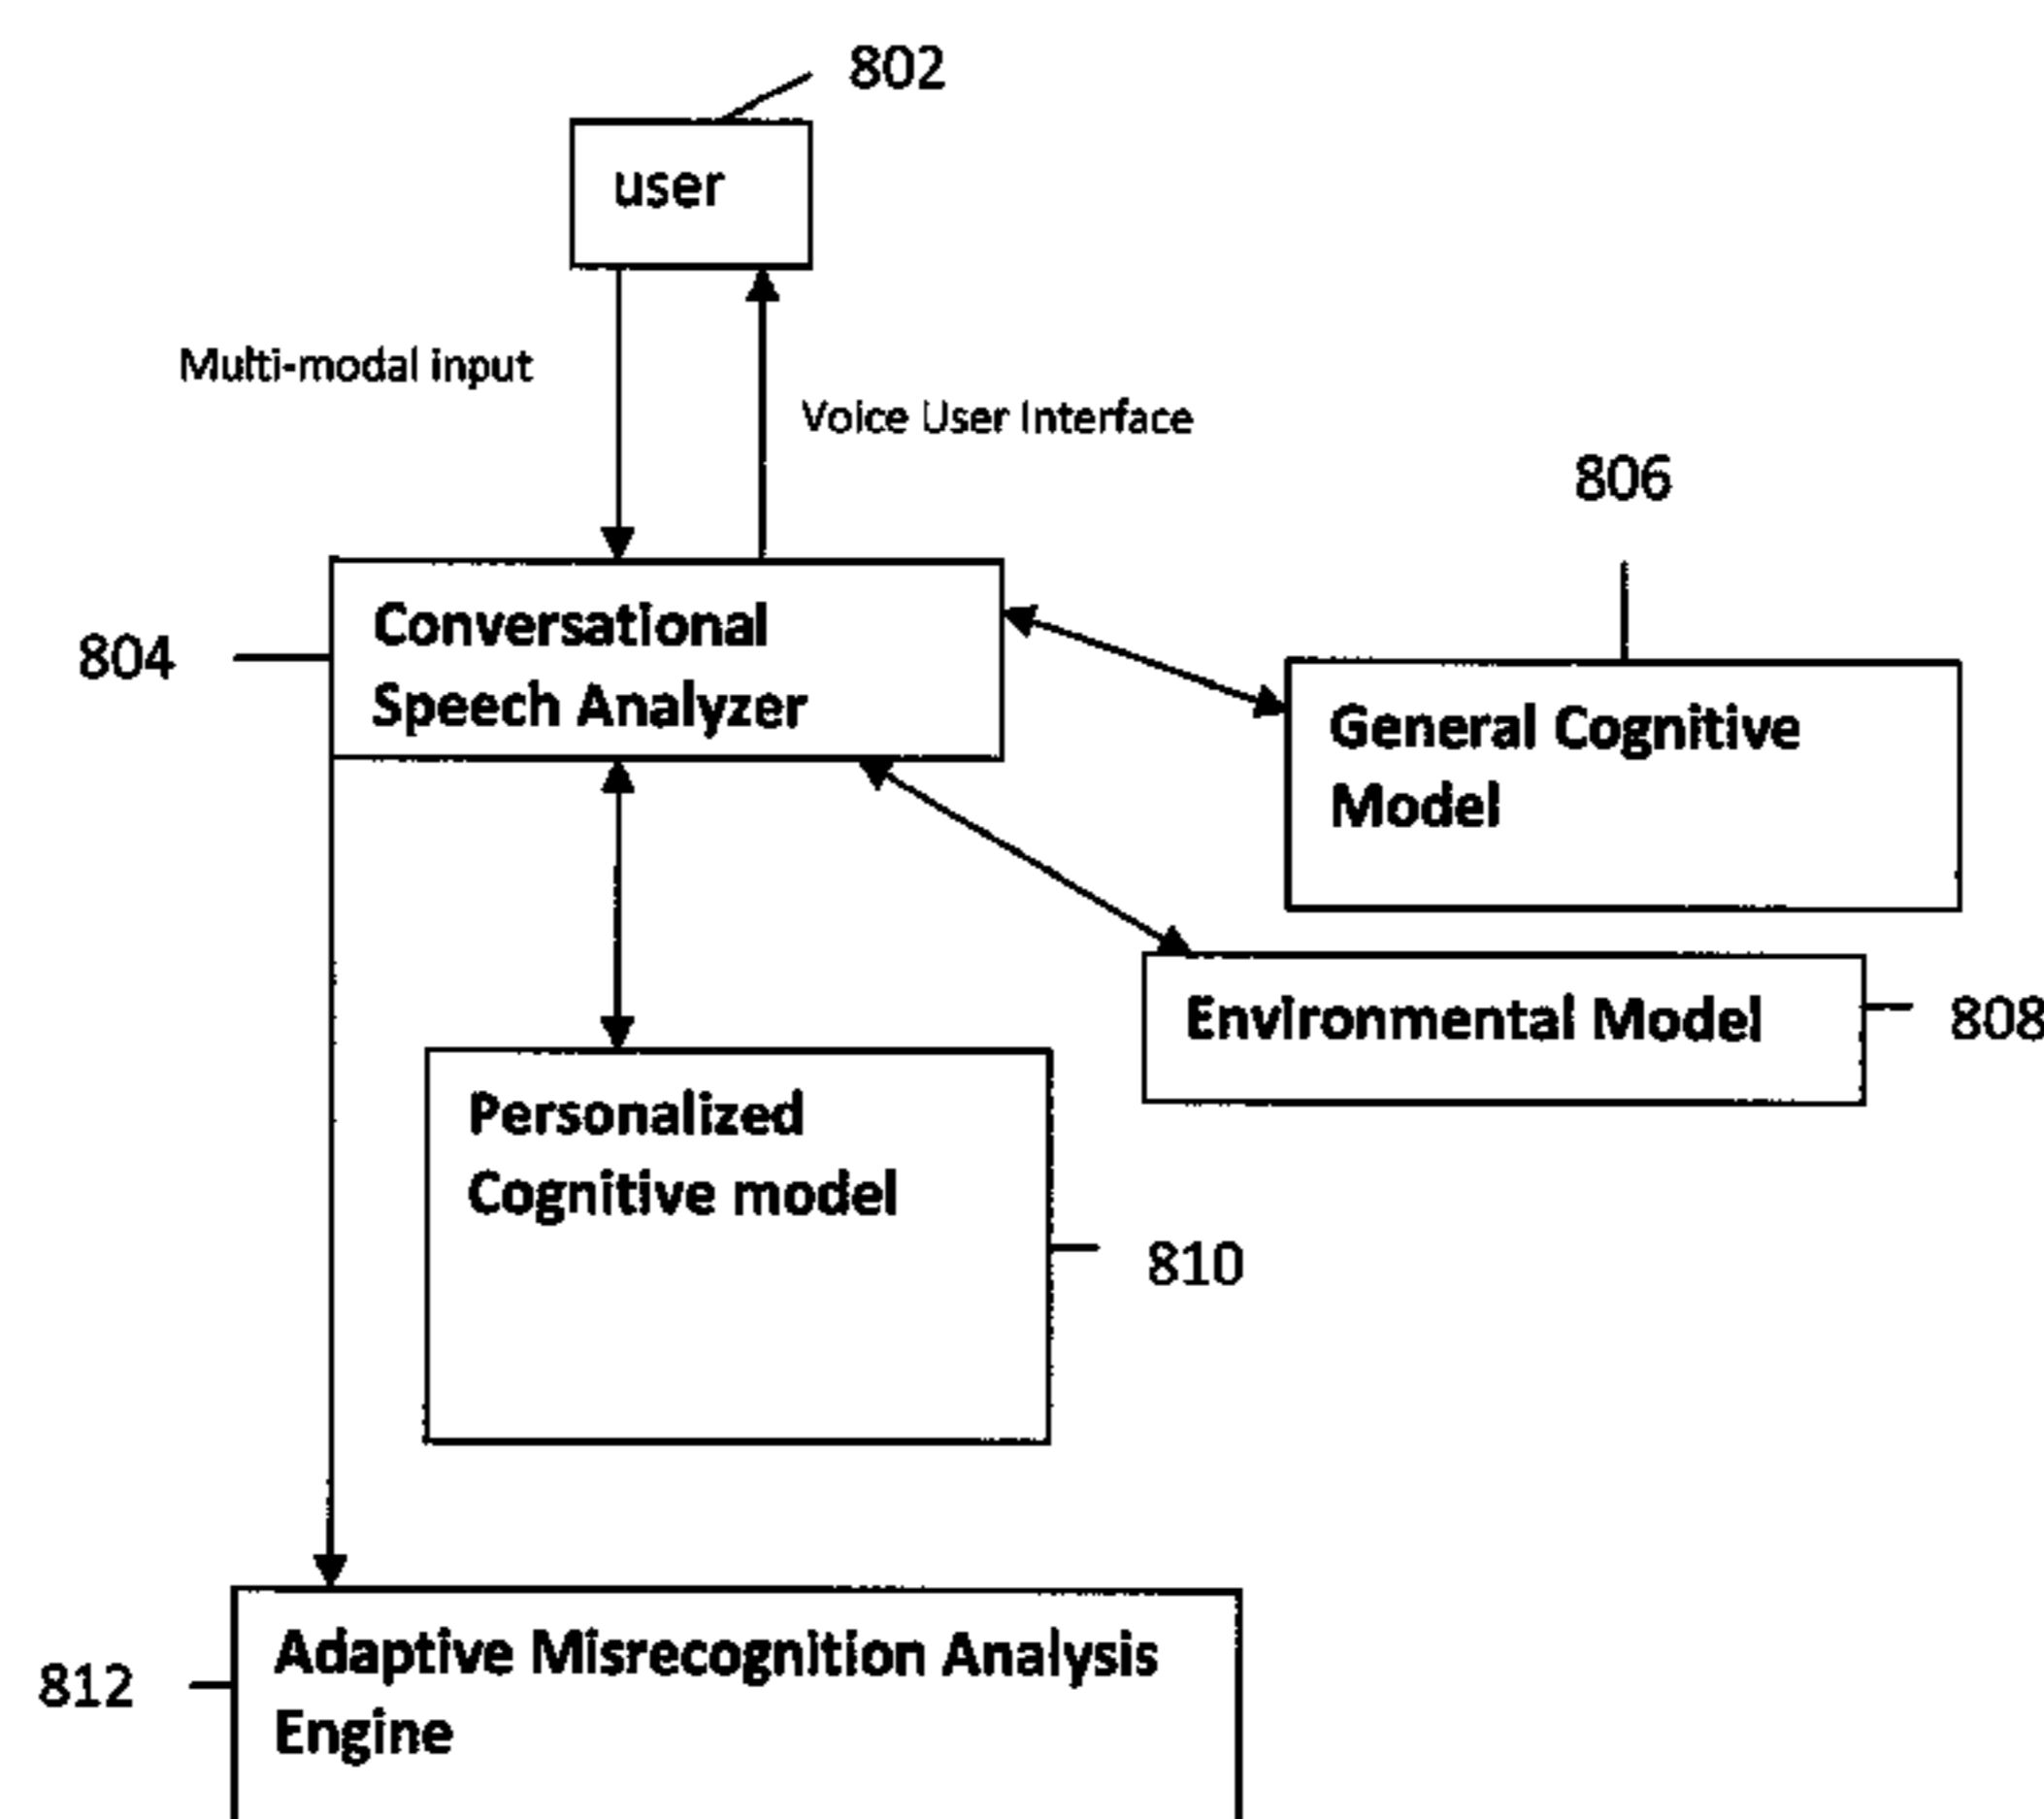 802
user
Multi-modal input
Voice User Interface
806
804
Conversational
Speech Analyzer
General Cognitive
Model
Environmental Model
808
Personalized
Cognitive model
810
812
Adaptive Misrecognition Analysis
Engine